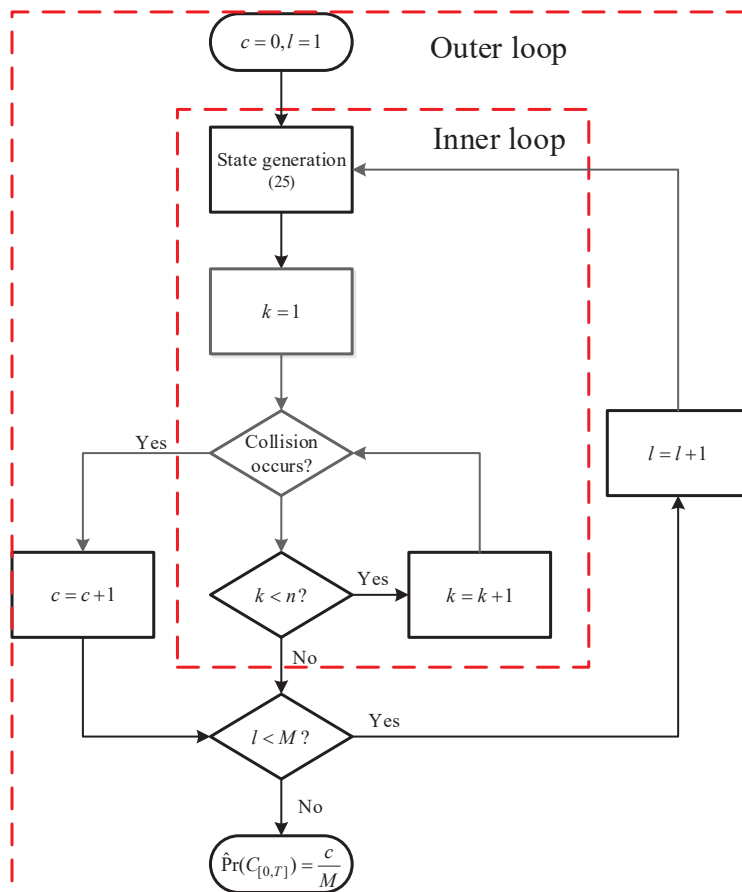 c = 0, l = 1
Outer loop
Inner loop
State generation
(25)
k = 1
Yes
Collision
occurs?
l = l + 1
c = c + 1
k < n?
Yes
k = k + 1
No
l < M?
Yes
No
P̂r(C_{[0,T]}) = c/M